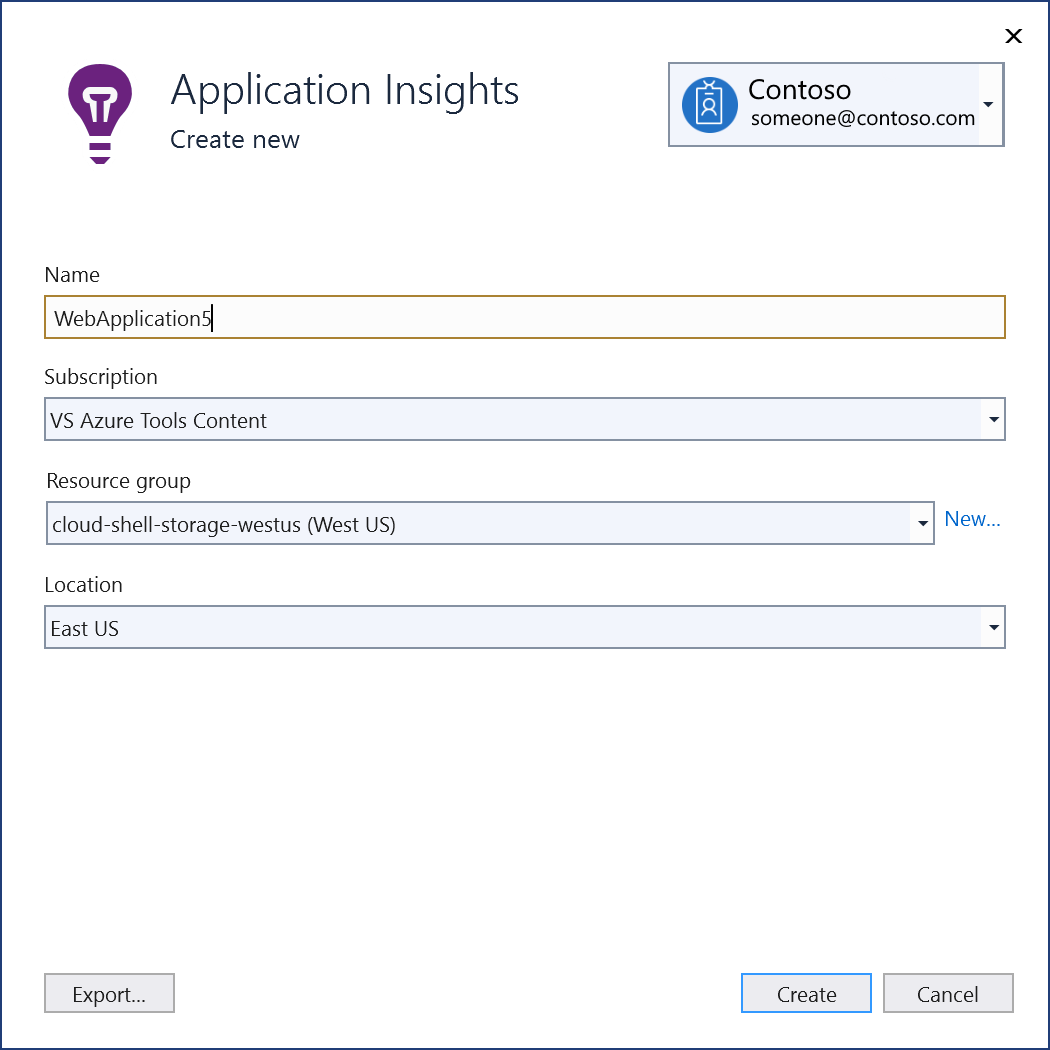 Application Insights
Create new
Contoso
someone@contoso.com
Name
WebApplication5
Subscription
VS Azure Tools Content
Resource group
cloud-shell-storage-westus (West US)
New...
Location
East US
Export...
Create
Cancel